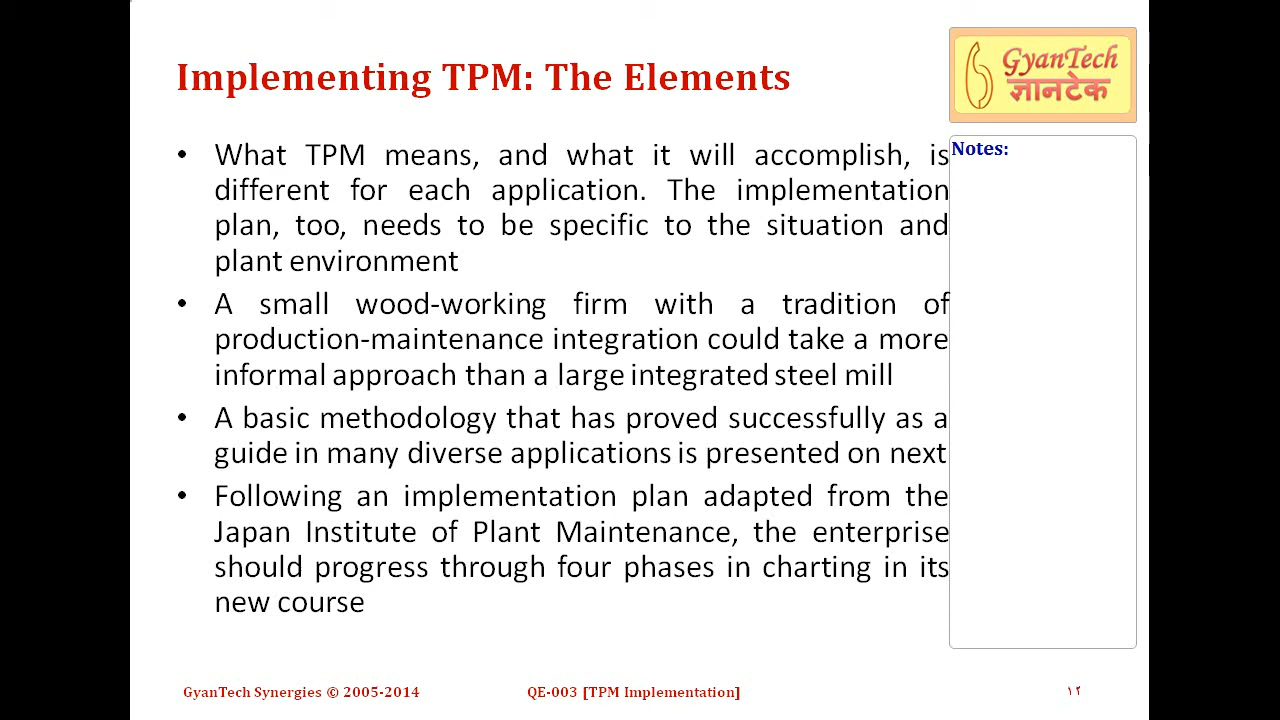 Implementing TPM: The Elements
GyanTech
ज्ञानटेक
Notes:
• What TPM means, and what it will accomplish, is
different for each application. The implementation
plan, too, needs to be specific to the situation and
plant environment
• A small wood-working firm with a tradition of
production-maintenance integration could take a more
informal approach than a large integrated steel mill
• A basic methodology that has proved successfully as a
guide in many diverse applications is presented on next
• Following an implementation plan adapted from the
Japan Institute of Plant Maintenance, the enterprise
should progress through four phases in charting in its
new course
GyanTech Synergies © 2005-2014
QE-003 [TPM Implementation]
١٢